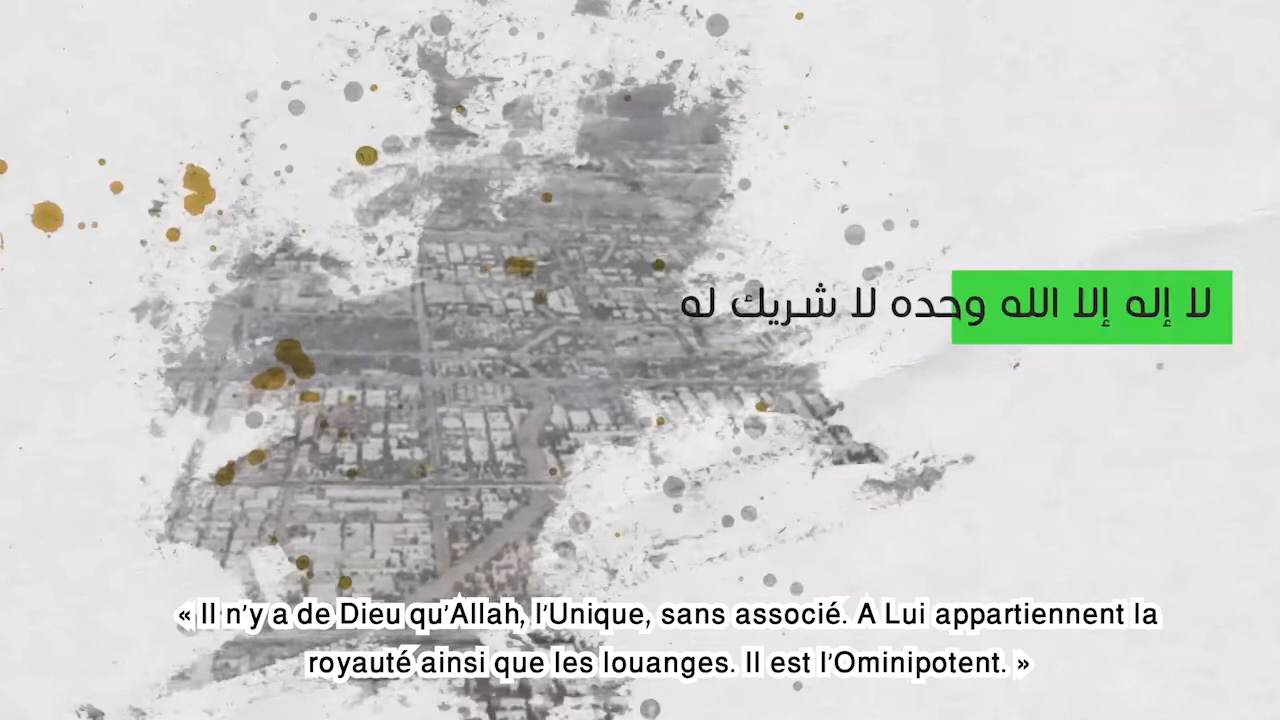 لا إله إلا الله وحده لا شريك له
« Il n'y a de Dieu qu'Allah, l'Unique, sans associé. A Lui appartiennent la
royauté ainsi que les louanges. Il est l'Ominipotent. »